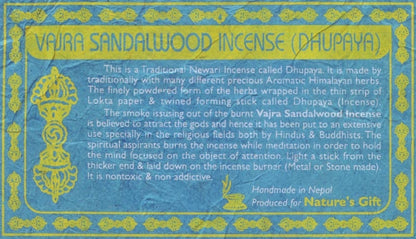 VAJRA SANDALWOOD INCENSE (DHUPAYA)
This is a Traditional Newari Incense called Dhupaya. It is made by
traditionally with many different precious Aromatic Himalayan herbs.
The finely powdered form of the herbs wrapped in the thin strip of
Lokta paper & twined forming stick called Dhupaya (Incense).
The smoke issusing out of the burnt Vajra Sandalwood Incense
is believed to attract the gods and hence it has been put to an extensive
use specially in the religious fields both by Hindus & Buddhists. The
spiritual aspirants burns the incense while meditation in order to hold
the mind focused on the object of attention. Light a stick from the
thicker end & laid down on the incense burner (Metal or Stone made).
It is nontoxic & non addictive.
Handmade in Nepal
Produced for Nature's Gift